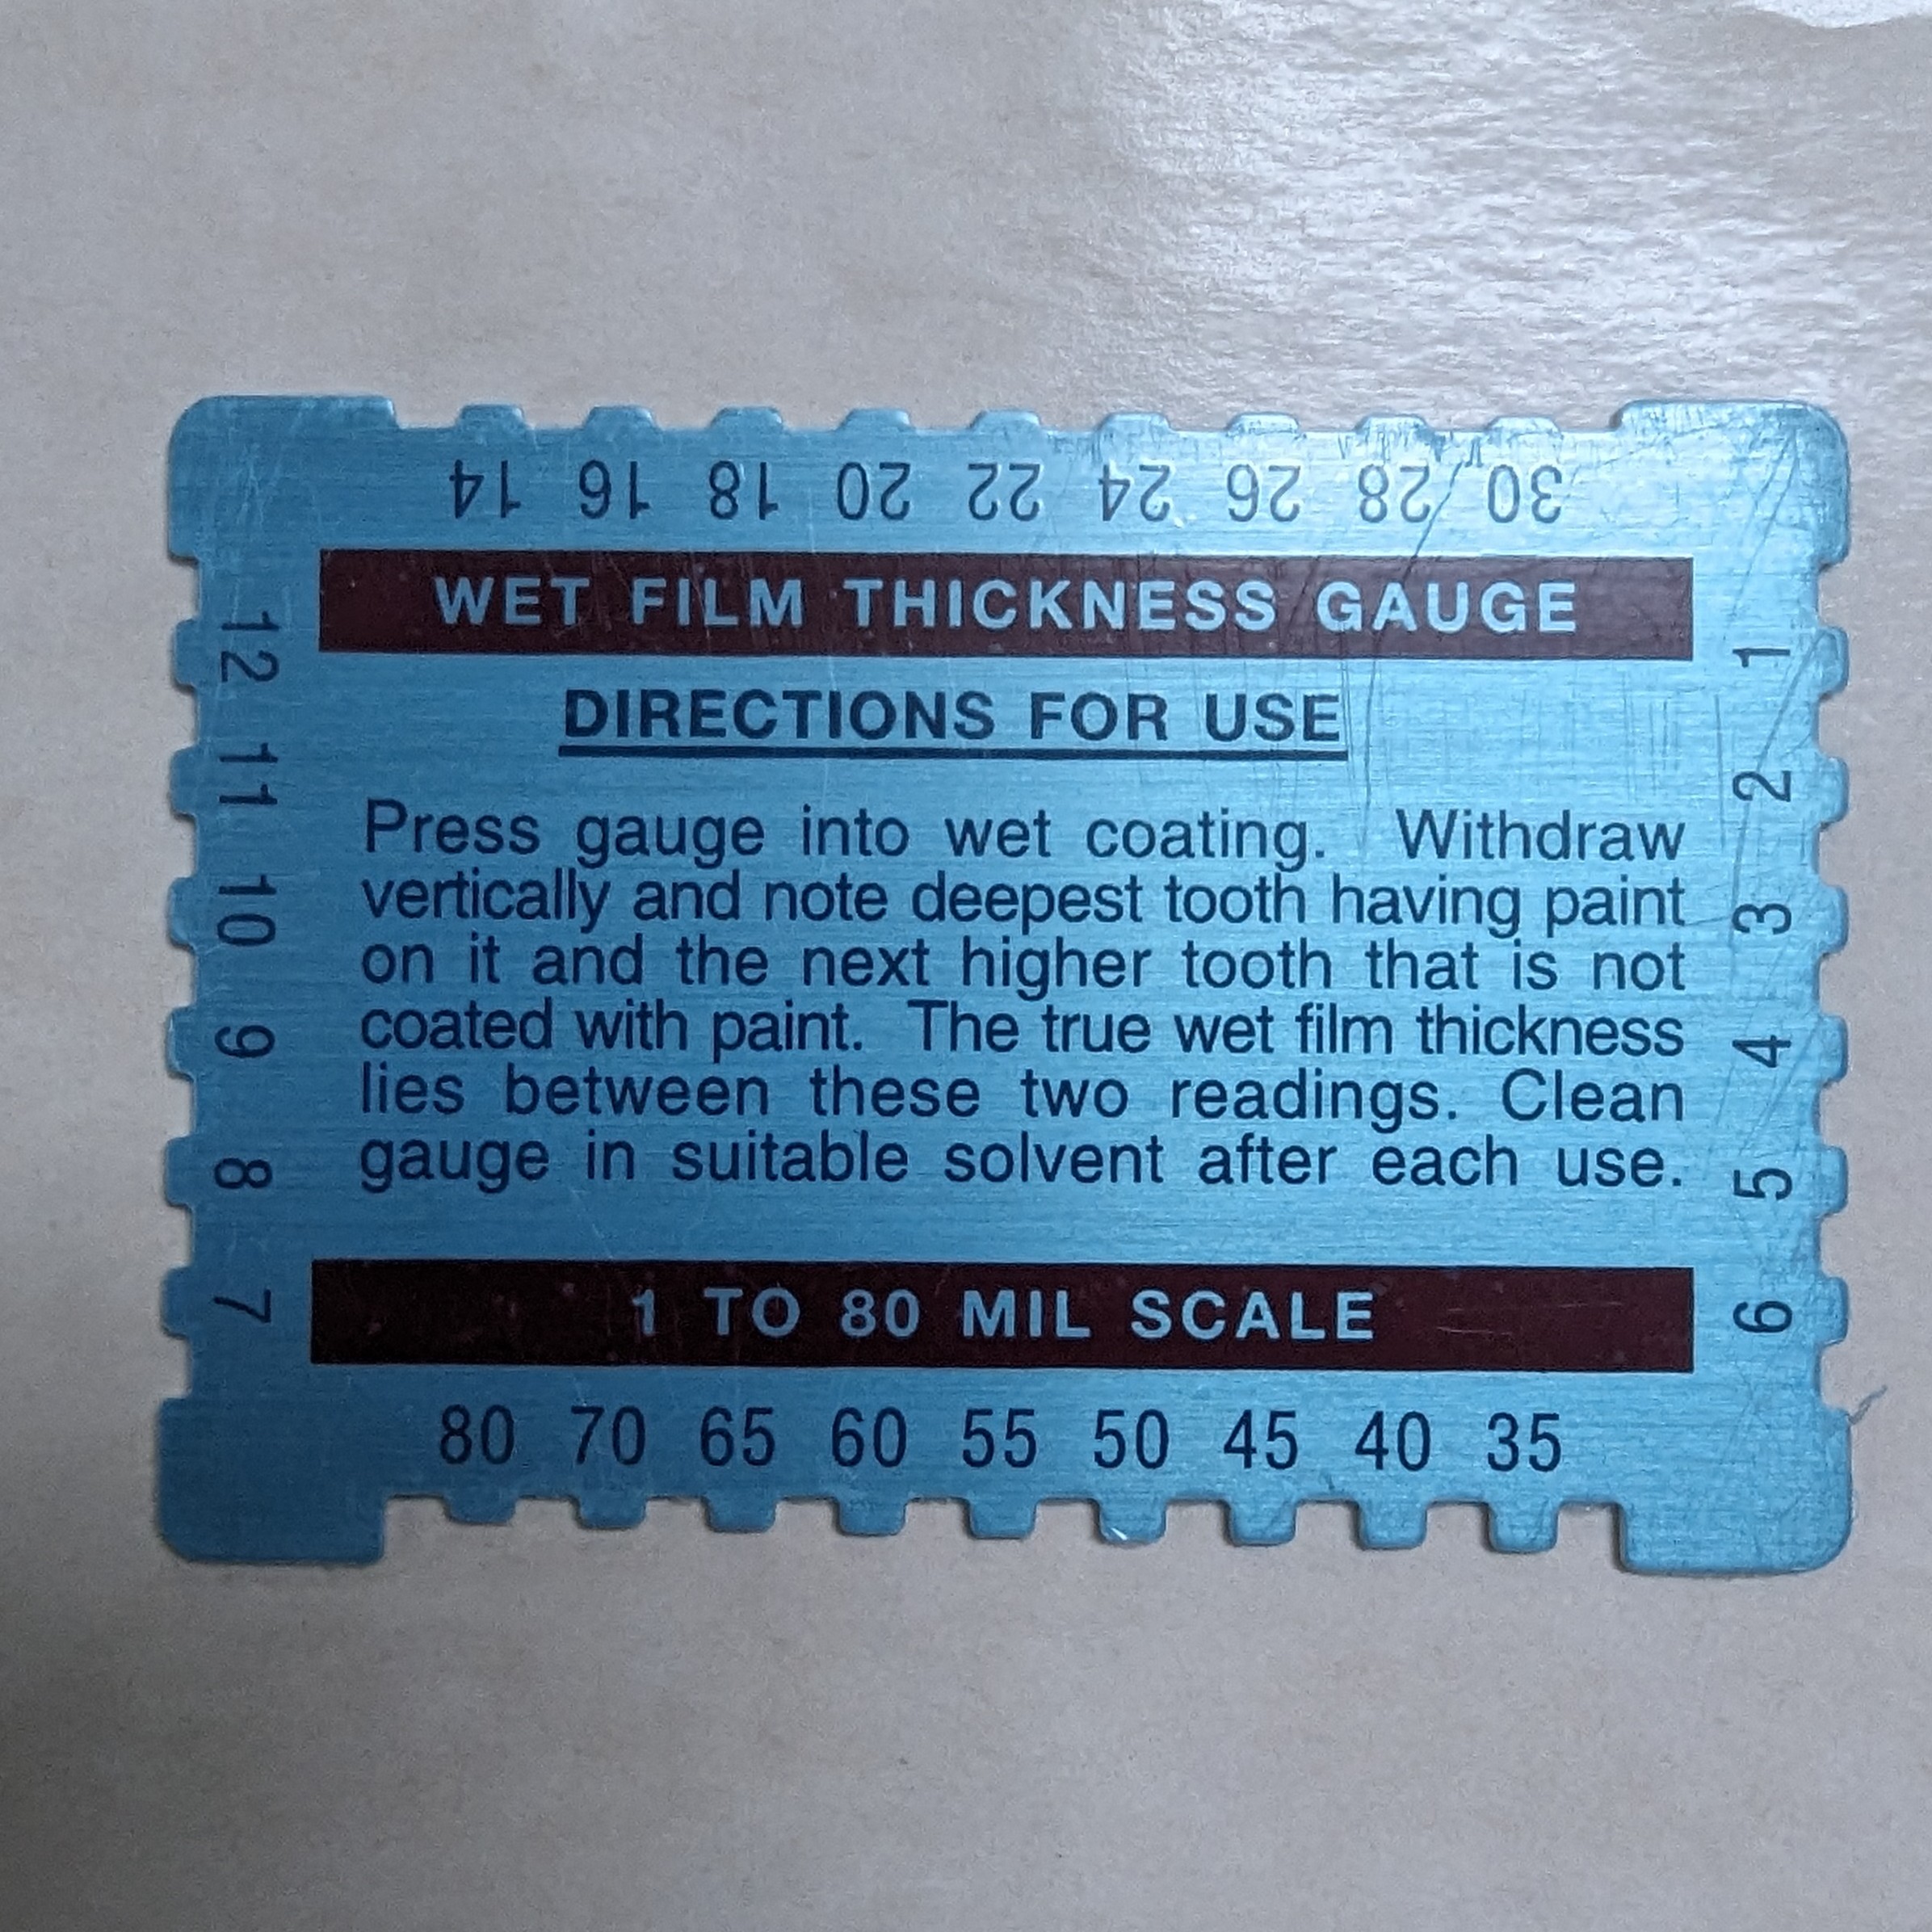 14 16 18 20 22 24 26 28 30
WET FILM THICKNESS GAUGE
DIRECTIONS FOR USE
Press gauge into wet coating. Withdraw
vertically and note deepest tooth having paint
on it and the next higher tooth that is not
coated with paint. The true wet film thickness
lies between these two readings. Clean
gauge in suitable solvent after each use.
1 TO 80 MIL SCALE
80 70 65 60 55 50 45 40 35
12 11 10 9 8 7
1 2 3 4 5 6